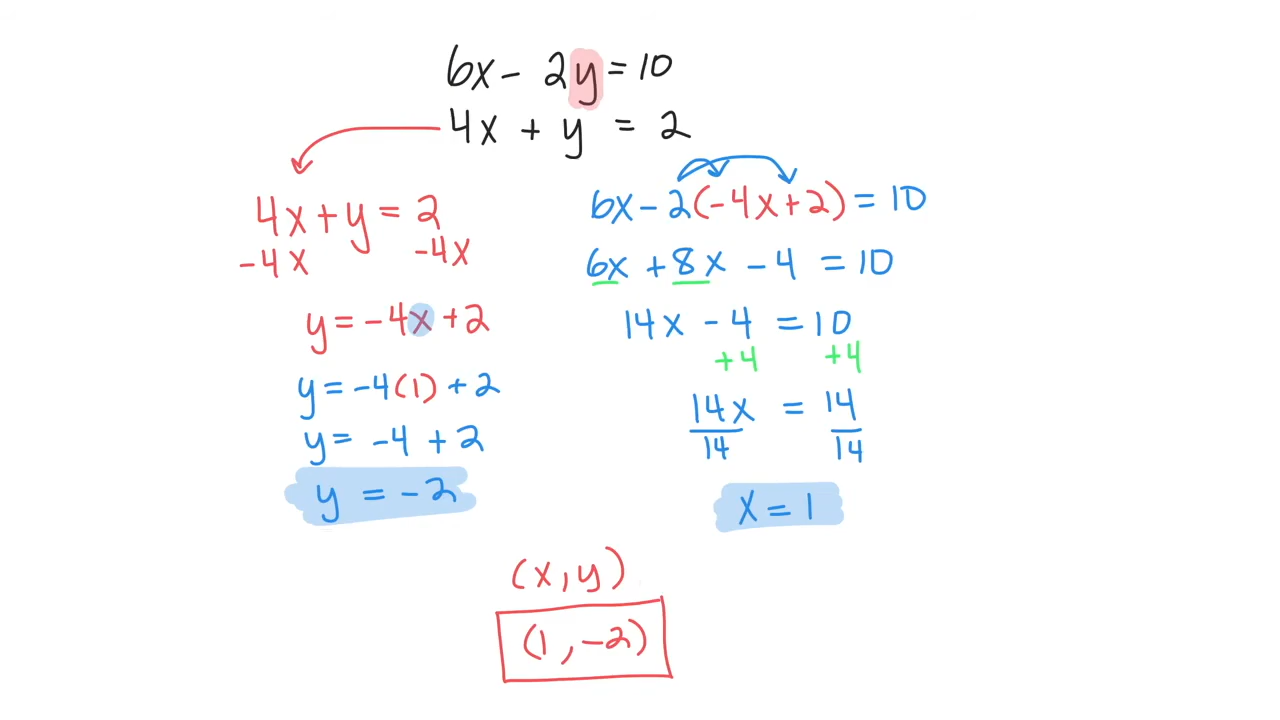 6x - 2y = 10
4x + y = 2
4x + y = 2
-4x -4x
y = -4x + 2
y = -4(1) + 2
y = -4 + 2
y = -2
6x - 2(-4x + 2) = 10
6x + 8x - 4 = 10
14x - 4 = 10
+4 +4
14x = 14
14 14
x = 1
(x, y)
(1, -2)